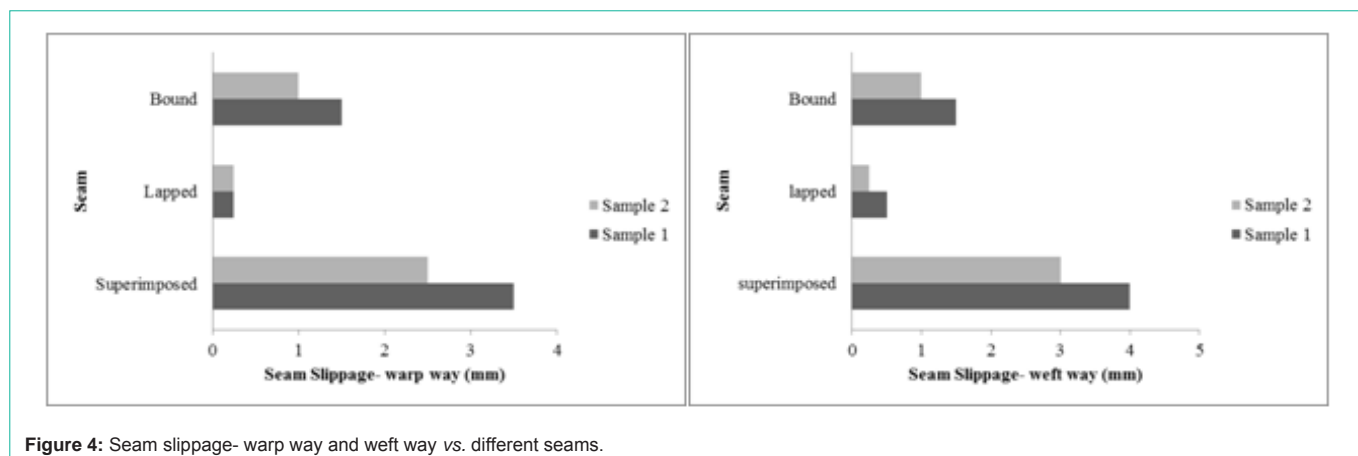 Bound
Lapped
Superimposed
Seam
Sample 2
Sample 1
0 1 2 3 4
Seam Slippage- warp way (mm)
Bound
lapped
superimposed
Seam
Sample 2
Sample 1
0 1 2 3 4 5
Seam Slippage- weft way (mm)
Figure 4: Seam slippage- warp way and weft way vs. different seams.